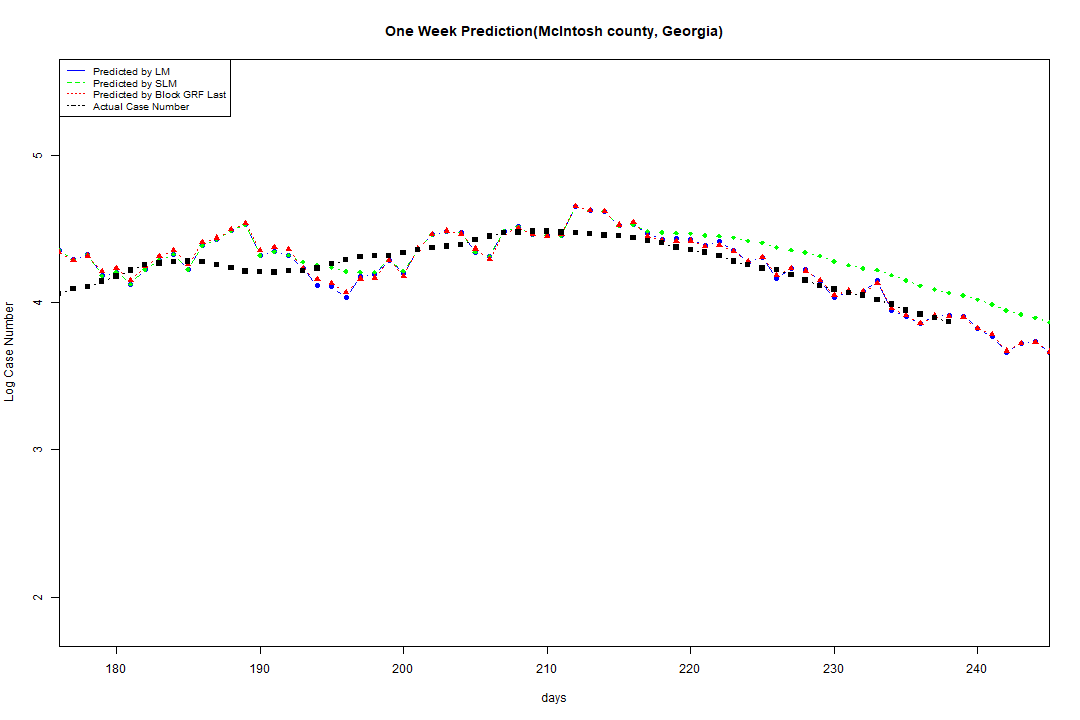 One Week Prediction(McIntosh county, Georgia)
Predicted by LM
Predicted by SLM
Predicted by Block GRF Last
Actual Case Number
5
4
3
2
Log Case Number
180 190 200 210 220 230 240
days